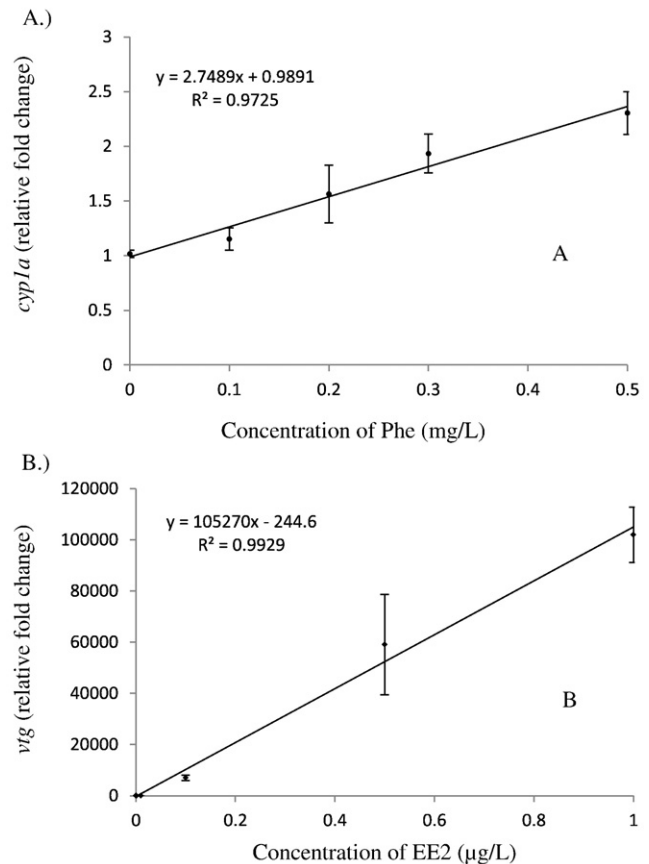 A.)
3
2.5
2
1.5
1
0.5
0
y = 2.7489x + 0.9891
R² = 0.9725
A
cyp1a (relative fold change)
0 0.1 0.2 0.3 0.4 0.5
Concentration of Phe (mg/L)
B.)
120000
100000
80000
60000
40000
20000
0
y = 105270x - 244.6
R² = 0.9929
B
vtg (relative fold change)
0 0.2 0.4 0.6 0.8 1
Concentration of EE2 (µg/L)